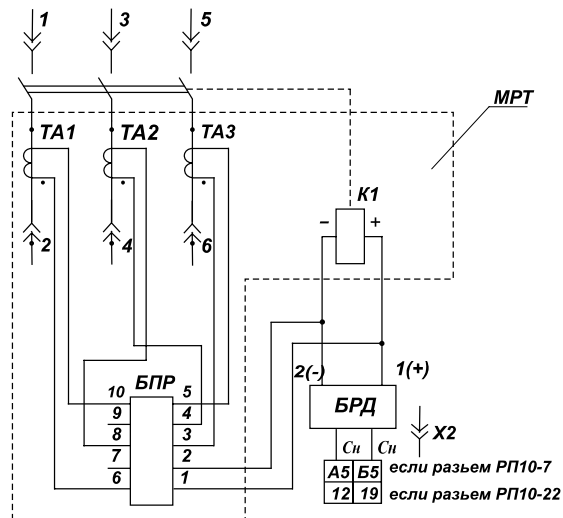 1 3 5
МРТ
ТА1 ТА2 ТА3
К1
– +
2 4 6
2(-) 1(+)
БПР
10 5
9 4
8 3
7 2
6 1
БРД
Сн Сн
Х2
А5 Б5 если разьем РП10-7
12 19 если разьем РП10-22